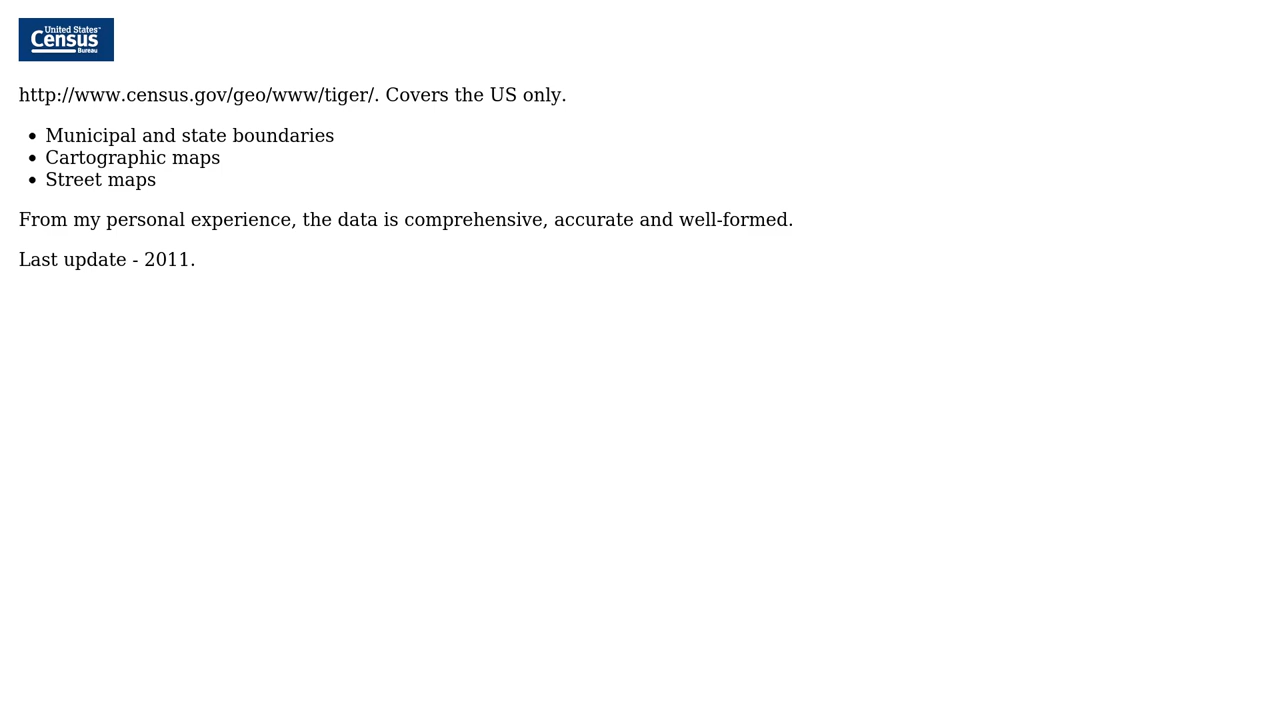 United States™
Census
Bureau
http://www.census.gov/geo/www/tiger/. Covers the US only.
• Municipal and state boundaries
• Cartographic maps
• Street maps
From my personal experience, the data is comprehensive, accurate and well-formed.
Last update - 2011.